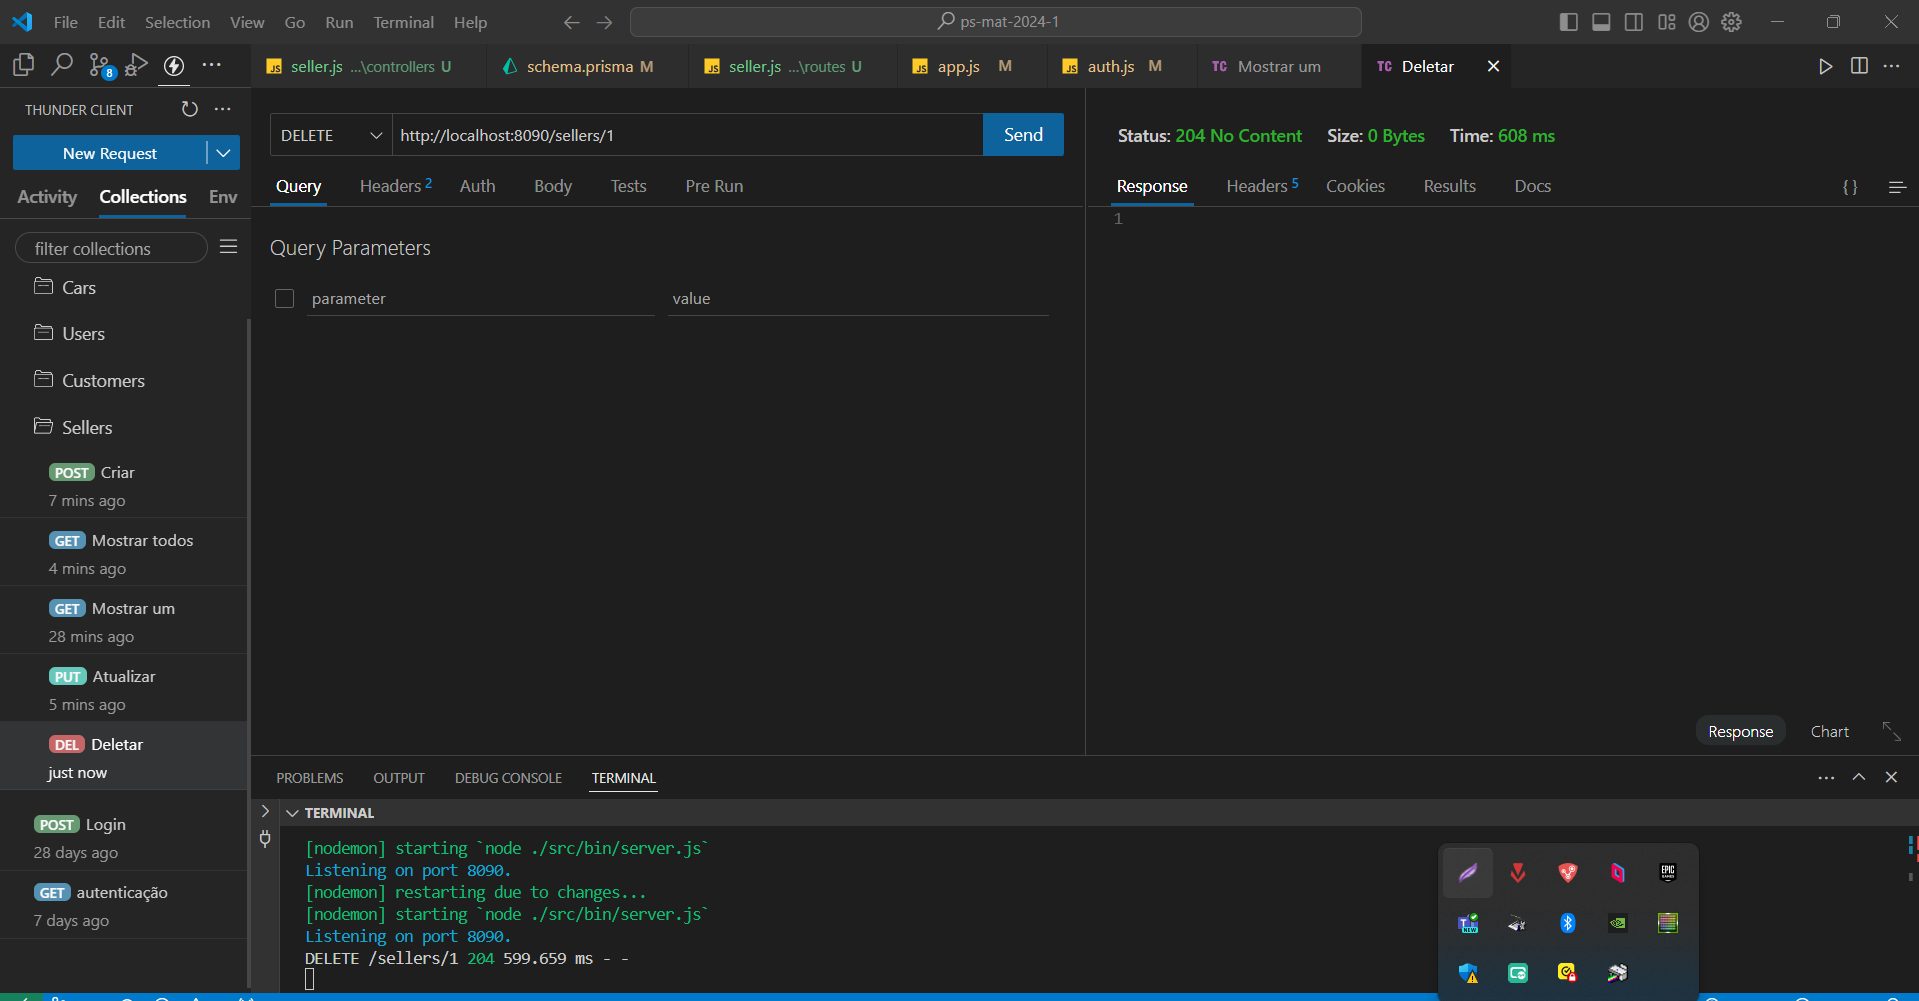 File Edit Selection View Go Run Terminal Help
ps-mat-2024-1
8
JS seller.js ...\controllers U
schema.prisma M
JS seller.js ...\routes U
JS app.js M
JS auth.js M
TC Mostrar um
TC Deletar
THUNDER CLIENT
New Request
Activity Collections Env
filter collections
Cars
Users
Customers
Sellers
POST Criar
7 mins ago
GET Mostrar todos
4 mins ago
GET Mostrar um
28 mins ago
PUT Atualizar
5 mins ago
DEL Deletar
just now
POST Login
28 days ago
GET autenticação
7 days ago
DELETE http://localhost:8090/sellers/1 Send
Query Headers 2 Auth Body Tests Pre Run
Query Parameters
parameter value
Status: 204 No Content Size: 0 Bytes Time: 608 ms
Response Headers 5 Cookies Results Docs
{}
1
Response Chart
PROBLEMS OUTPUT DEBUG CONSOLE TERMINAL
TERMINAL
[nodemon] starting `node ./src/bin/server.js`
Listening on port 8090.
[nodemon] restarting due to changes...
[nodemon] starting `node ./src/bin/server.js`
Listening on port 8090.
DELETE /sellers/1 204 599.659 ms - -
EPIC GAMES
NEW